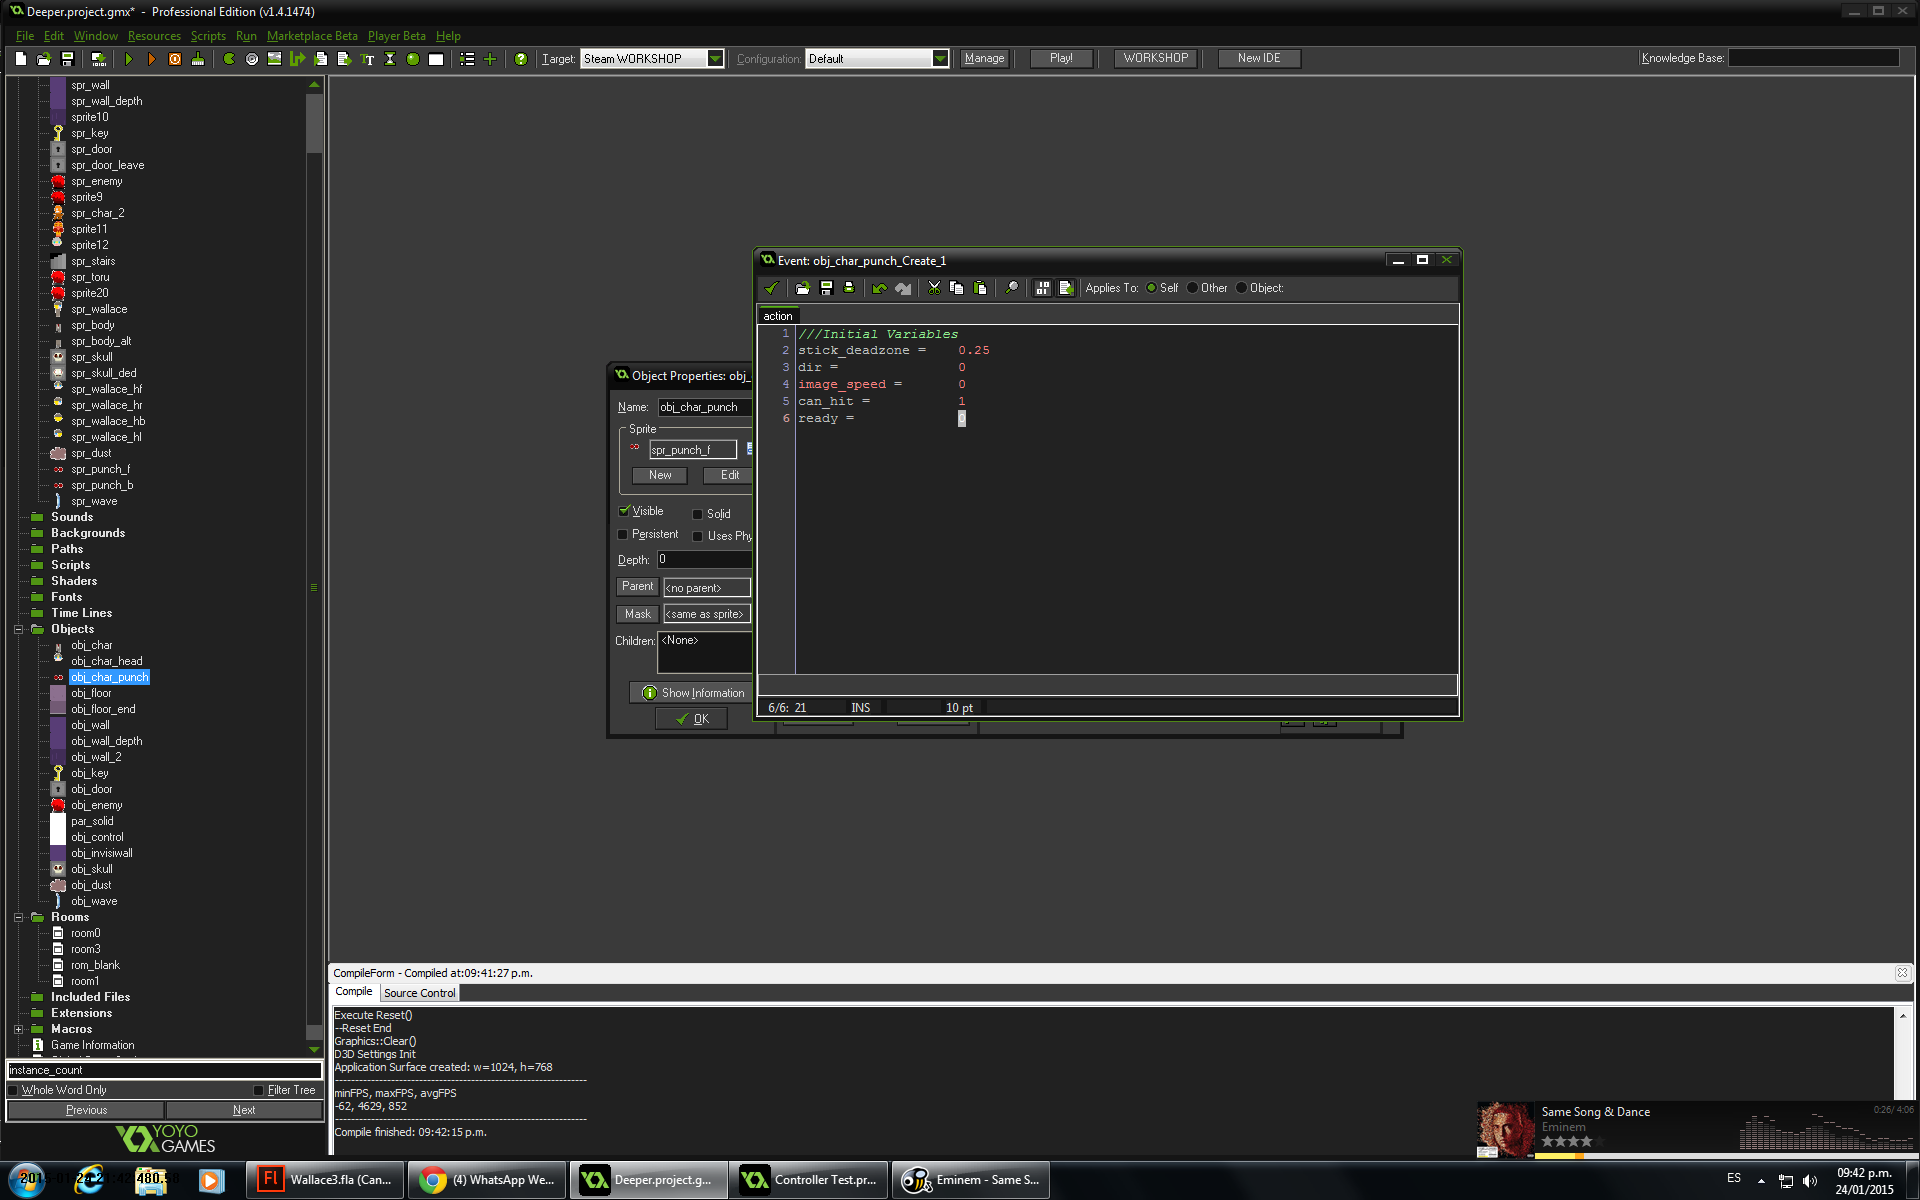 Deeper.project.gmx* - Professional Edition (v1.4.1474)
File Edit Window Resources Scripts Run Marketplace Beta Player Beta Help
Target: Steam WORKSHOP Configuration: Default Manage Play! WORKSHOP New IDE Knowledge Base:
spr_wall
spr_wall_depth
sprite10
spr_key
spr_door
spr_door_leave
spr_enemy
sprite9
spr_char_2
sprite11
sprite12
spr_stairs
spr_toru
sprite20
spr_wallace
spr_body
spr_body_alt
spr_skull
spr_skull_ded
spr_wallace_hf
spr_wallace_hr
spr_wallace_hb
spr_wallace_hl
spr_dust
spr_punch_f
spr_punch_b
spr_wave
Sounds
Backgrounds
Paths
Scripts
Shaders
Fonts
Time Lines
Objects
obj_char
obj_char_head
obj_char_punch
obj_floor
obj_floor_end
obj_wall
obj_wall_depth
obj_wall_2
obj_key
obj_door
obj_enemy
par_solid
obj_control
obj_invisiwall
obj_skull
obj_dust
obj_wave
Rooms
room0
room3
rom_blank
room1
Included Files
Extensions
Macros
Game Information
instance_count
Whole Word Only Filter Tree
Previous Next
YOYO
GAMES
Object Properties: obj_
Name: obj_char_punch
Sprite
spr_punch_f
New Edit
Visible Solid
Persistent Uses Phy
Depth: 0
Parent <no parent>
Mask <same as sprite>
Children: <None>
Show Information
OK
Event: obj_char_punch_Create_1
Applies To: Self Other Object:
action
1 ///Initial Variables
2 stick_deadzone = 0.25
3 dir = 0
4 image_speed = 0
5 can_hit = 1
6 ready = 0
6/6: 21 INS 10 pt
CompileForm - Compiled at:09:41:27 p.m.
Compile Source Control
Execute Reset()
--Reset End
Graphics::Clear()
D3D Settings Init
Application Surface created: w=1024, h=768
minFPS, maxFPS, avgFPS
-62, 4629, 852
Compile finished: 09:42:15 p.m.
Same Song & Dance 0:26/ 4:06
Eminem
Wallace3.fla (Can... (4) WhatsApp We... Deeper.project.g... Controller Test.pr... Eminem - Same S...
ES 09:42 p.m.
24/01/2015